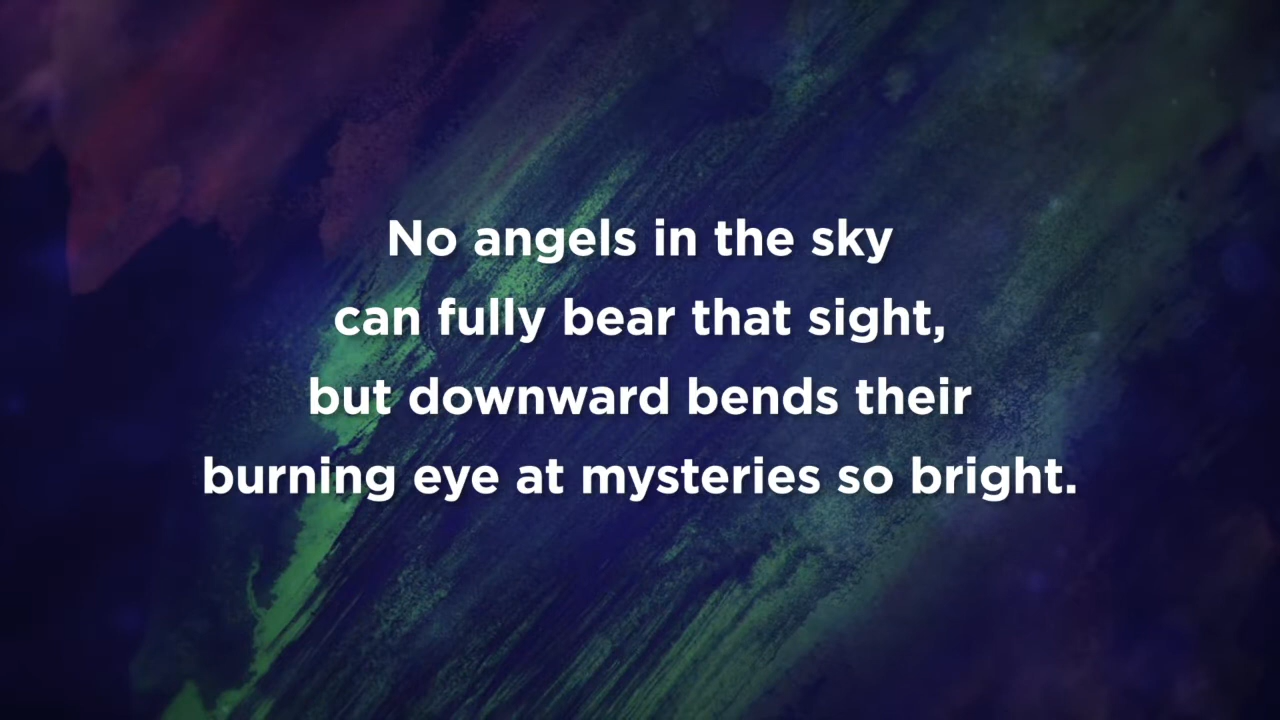 No angels in the sky
can fully bear that sight,
but downward bends their
burning eye at mysteries so bright.